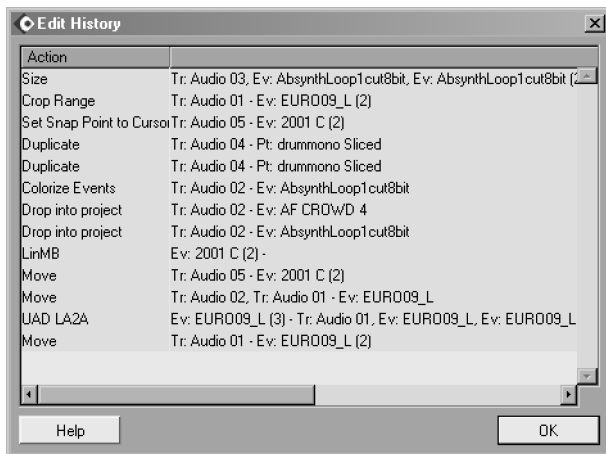 Edit History
Action
Size Tr: Audio 03, Ev: AbsynthLoop1cut8bit, Ev: AbsynthLoop1cut8bit (2
Crop Range Tr: Audio 01 - Ev: EURO09_L (2)
Set Snap Point to Cursor Tr: Audio 05 - Ev: 2001 C (2)
Duplicate Tr: Audio 04 - Pt: drummono Sliced
Duplicate Tr: Audio 04 - Pt: drummono Sliced
Colorize Events Tr: Audio 02 - Ev: AbsynthLoop1cut8bit
Drop into project Tr: Audio 02 - Ev: AF CROWD 4
Drop into project Tr: Audio 02 - Ev: AbsynthLoop1cut8bit
LinMB Ev: 2001 C (2) -
Move Tr: Audio 05 - Ev: 2001 C (2)
Move Tr: Audio 02, Tr: Audio 01 - Ev: EURO09_L
UAD LA2A Ev: EURO09_L (3) - Tr: Audio 01, Ev: EURO09_L, Ev: EURO09_L
Move Tr: Audio 01 - Ev: EURO09_L (2)
Help OK